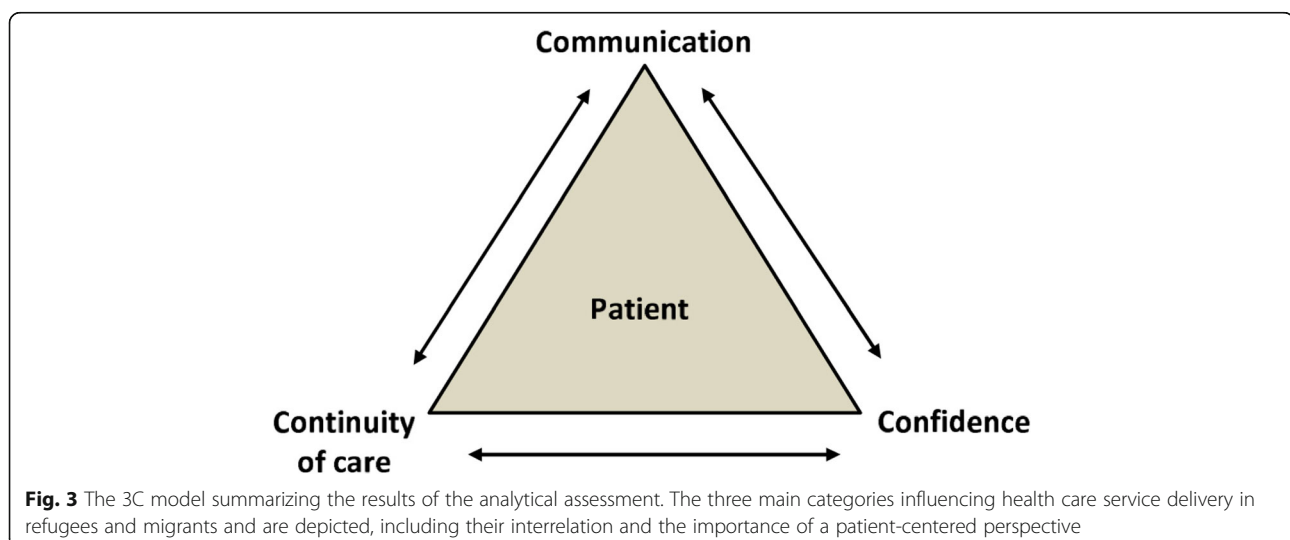 Communication
Patient
Continuity
of care
Confidence
Fig. 3 The 3C model summarizing the results of the analytical assessment. The three main categories influencing health care service delivery in
refugees and migrants and are depicted, including their interrelation and the importance of a patient-centered perspective